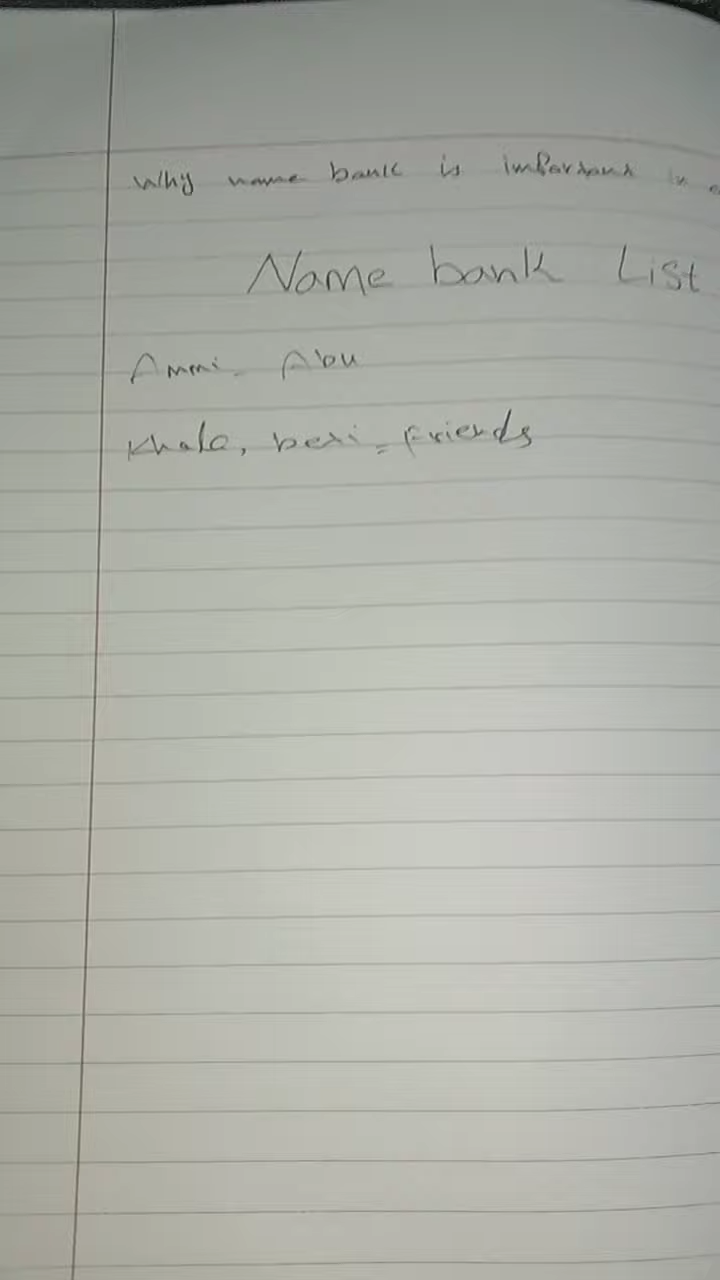 Why name bank is important in
Name bank List
Ammi - Abu
Khala, - friends